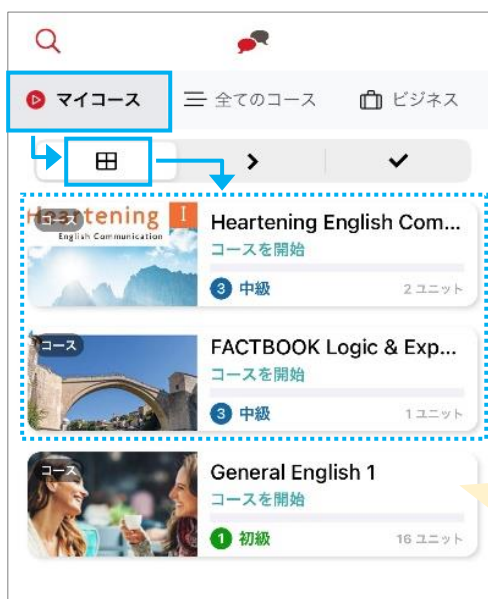 マイコース 全てのコース ビジネス
コース
Heartening I
English Communication
Heartening English Com...
コースを開始
3 中級 2 ユニット
コース
FACTBOOK Logic & Exp...
コースを開始
3 中級 1 ユニット
コース
General English 1
コースを開始
1 初級 16 ユニット